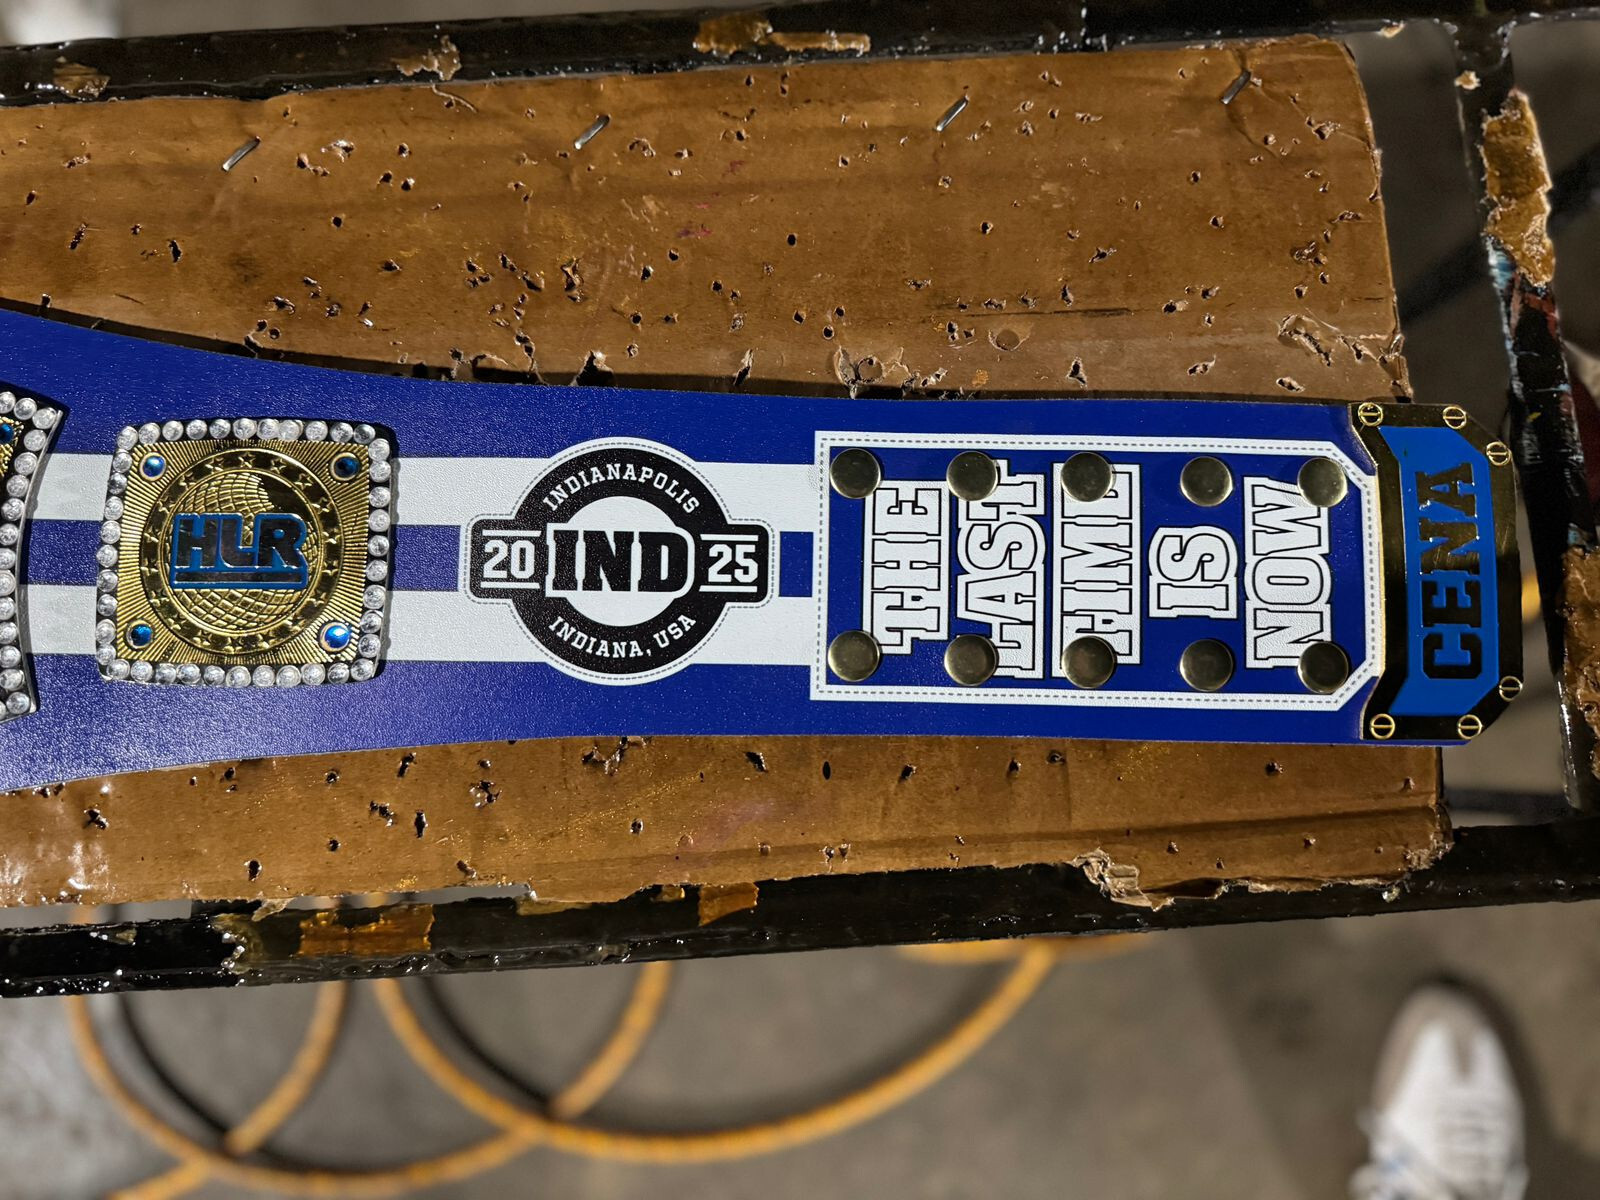 HLR
INDIANAPOLIS
20 IND 25
INDIANA, USA
THE
LAST
TIME
IS
NOW
CENA